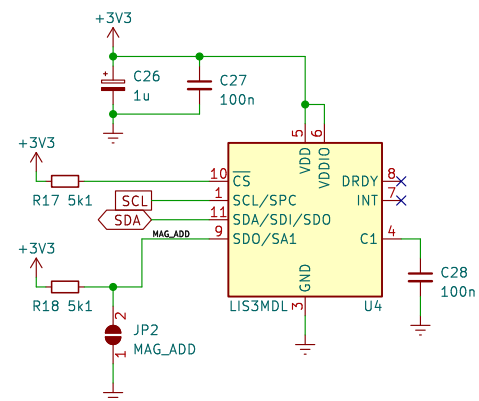 +3V3
C26
1u
C27
100n
+3V3
R17 5k1
SCL
SDA
MAG_ADD
+3V3
R18 5k1
JP2
MAG_ADD
2
1
5
6
VDD
VDDIO
10
CS
1
SCL/SPC
11
SDA/SDI/SDO
9
SDO/SA1
DRDY
8
INT
7
C1
4
GND
3
LIS3MDL
U4
C28
100n
+